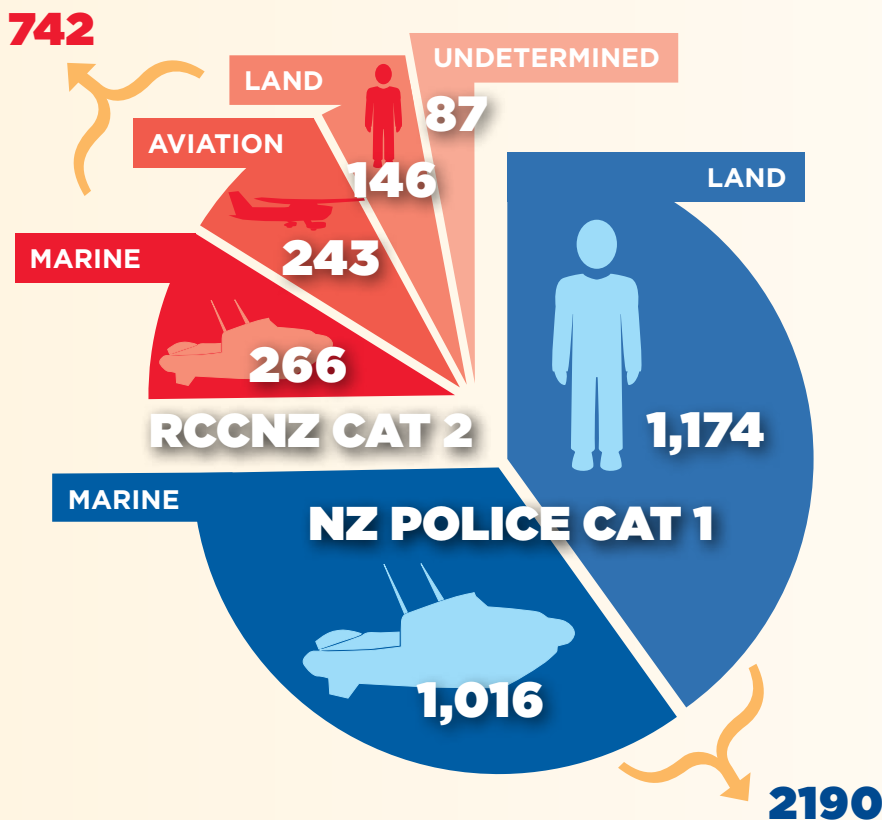 742
UNDETERMINED
LAND
87
AVIATION
146
LAND
243
MARINE
266
RCCNZ CAT 2
1,174
MARINE
NZ POLICE CAT 1
1,016
2190